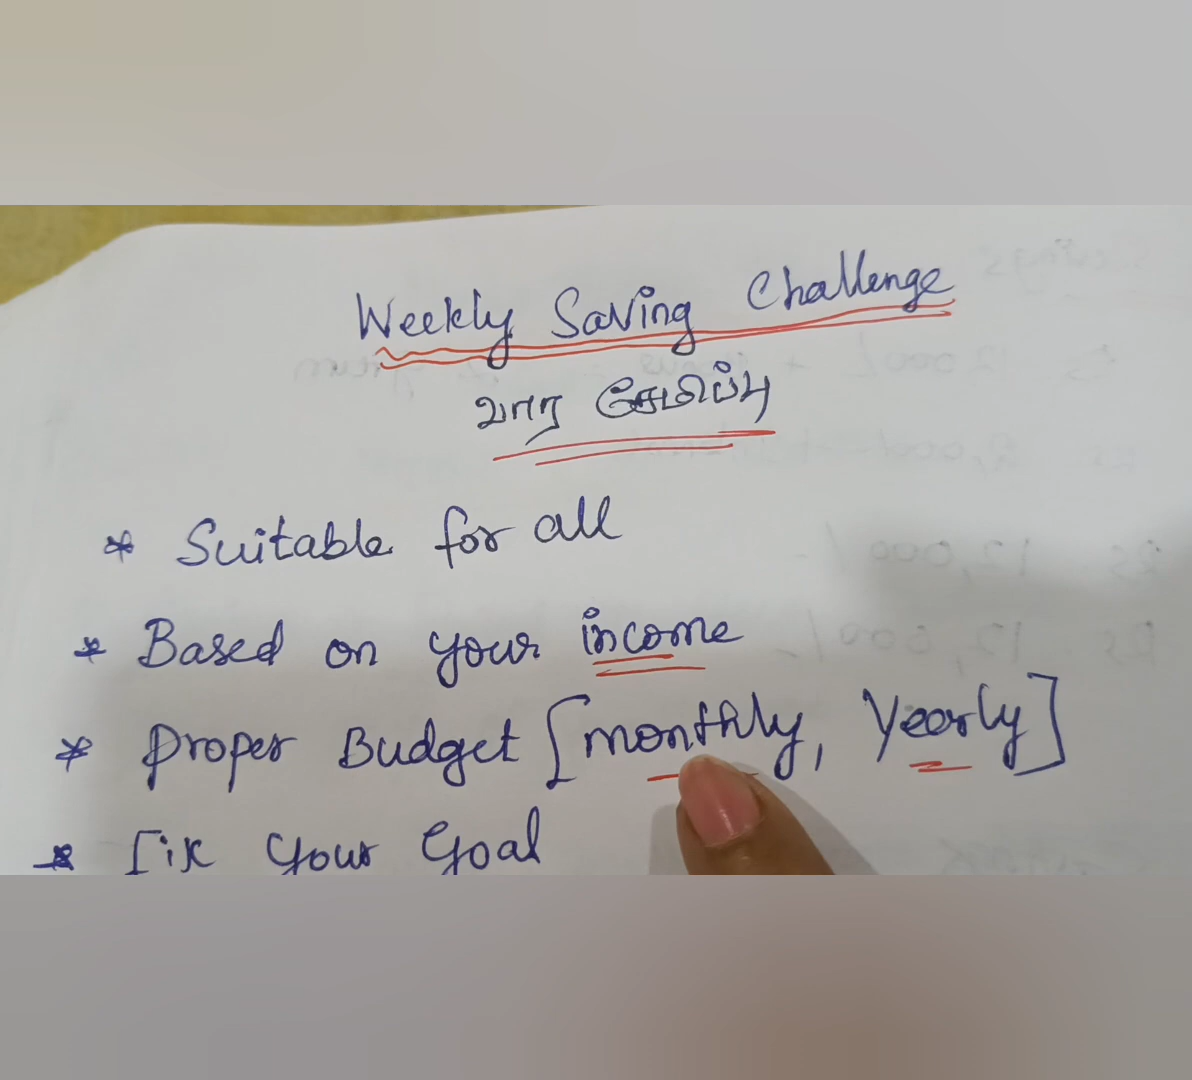 Weekly Saving Challenge
வார சேமிப்பு
* Suitable for all
* Based on your income
* Proper Budget [monthly, Yearly]
* Fix your Goal